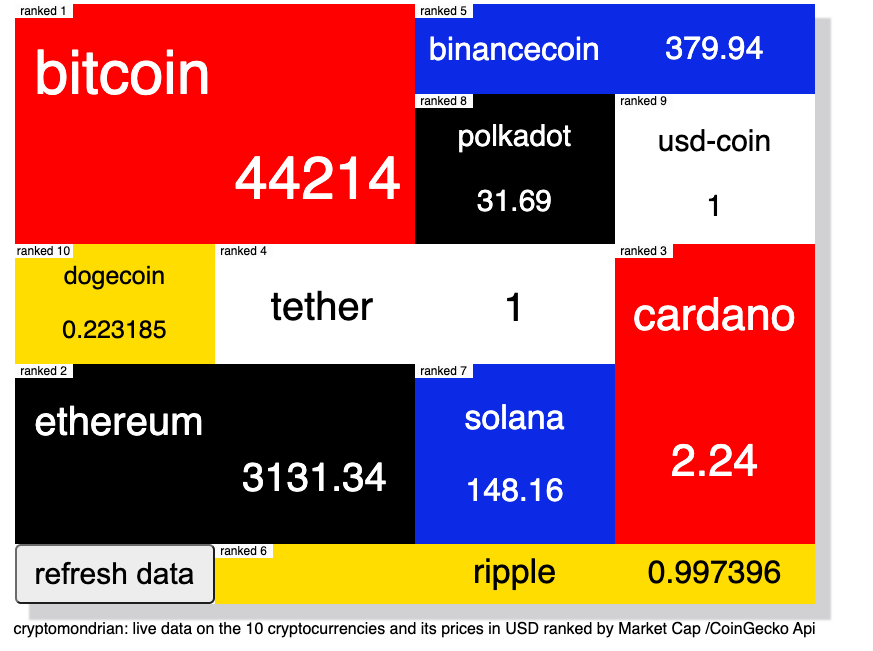 ranked 1
bitcoin
44214
ranked 5
binancecoin 379.94
ranked 8
polkadot
31.69
ranked 9
usd-coin
1
ranked 10
dogecoin
0.223185
ranked 4
tether 1
ranked 3
cardano
2.24
ranked 2
ethereum
3131.34
ranked 7
solana
148.16
refresh data
ranked 6
ripple 0.997396
cryptomondrian: live data on the 10 cryptocurrencies and its prices in USD ranked by Market Cap /CoinGecko Api